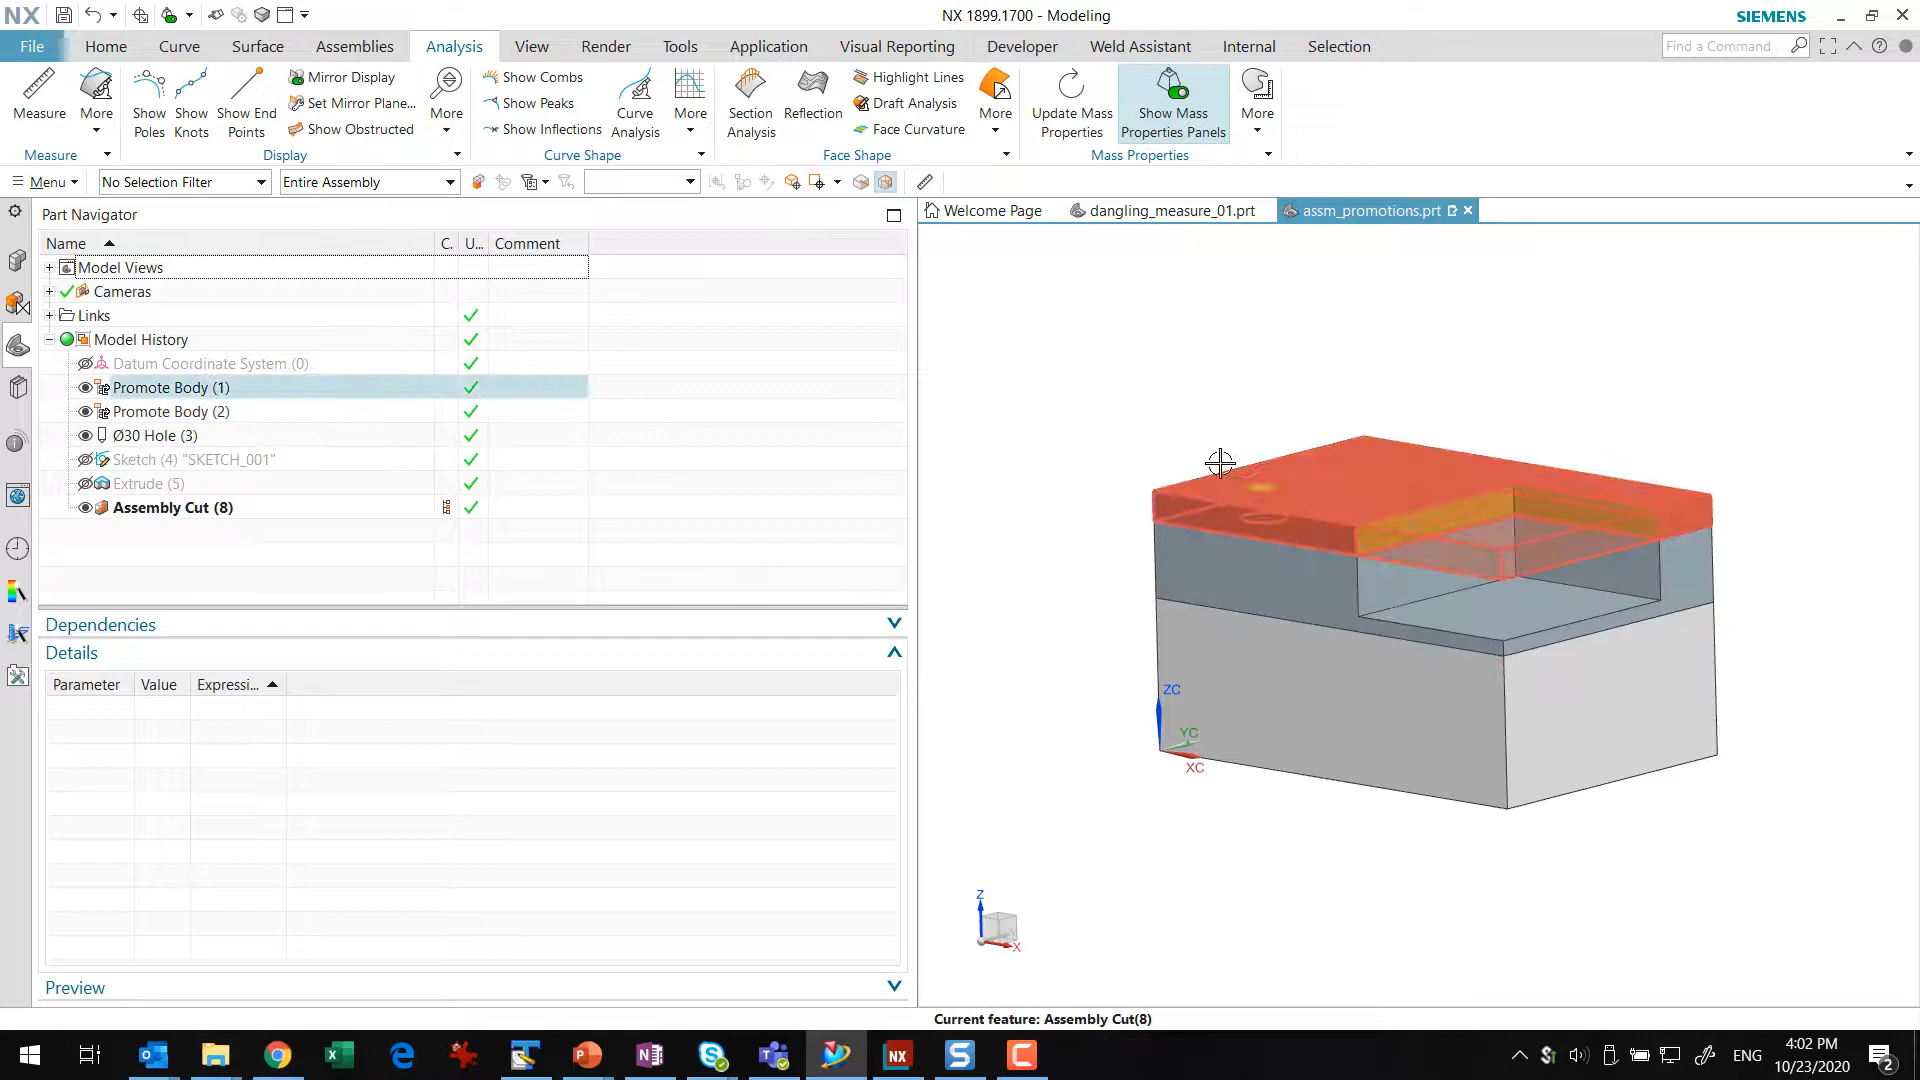 NX
NX 1899.1700 - Modeling
SIEMENS
File
Home
Curve
Surface
Assemblies
Analysis
View
Render
Tools
Application
Visual Reporting
Developer
Weld Assistant
Internal
Selection
Find a Command
Measure
More
Show Poles
Show Knots
Show End Points
Mirror Display
Set Mirror Plane...
Show Obstructed
More
Show Combs
Show Peaks
Show Inflections
Curve Analysis
More
Section Analysis
Reflection
Highlight Lines
Draft Analysis
Face Curvature
More
Update Mass Properties
Show Mass Properties Panels
More
Measure
Display
Curve Shape
Face Shape
Mass Properties
Menu
No Selection Filter
Entire Assembly
Part Navigator
Welcome Page
dangling_measure_01.prt
assm_promotions.prt
Name
C.
U...
Comment
Model Views
Cameras
Links
Model History
Datum Coordinate System (0)
Promote Body (1)
Promote Body (2)
Ø30 Hole (3)
Sketch (4) "SKETCH_001"
Extrude (5)
Assembly Cut (8)
Dependencies
Details
Parameter
Value
Expressi...
Preview
ZC
YC
XC
Z
X
Current feature: Assembly Cut(8)
NX
S
C
ENG
4:02 PM
10/23/2020
2